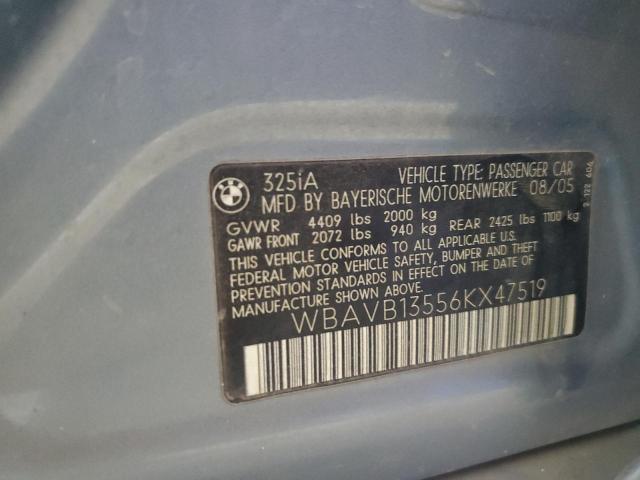 BMW
325iA VEHICLE TYPE: PASSENGER CAR
MFD BY BAYERISCHE MOTORENWERKE 08/05
GVWR 4409 lbs 2000 kg
GAWR FRONT 2072 lbs 940 kg REAR 2425 lbs 1100 kg
THIS VEHICLE CONFORMS TO ALL APPLICABLE U.S.
FEDERAL MOTOR VEHICLE SAFETY, BUMPER AND THEFT
PREVENTION STANDARDS IN EFFECT ON THE DATE OF
MANUFACTURE SHOWN ABOVE.
WBAVB13556KX47519